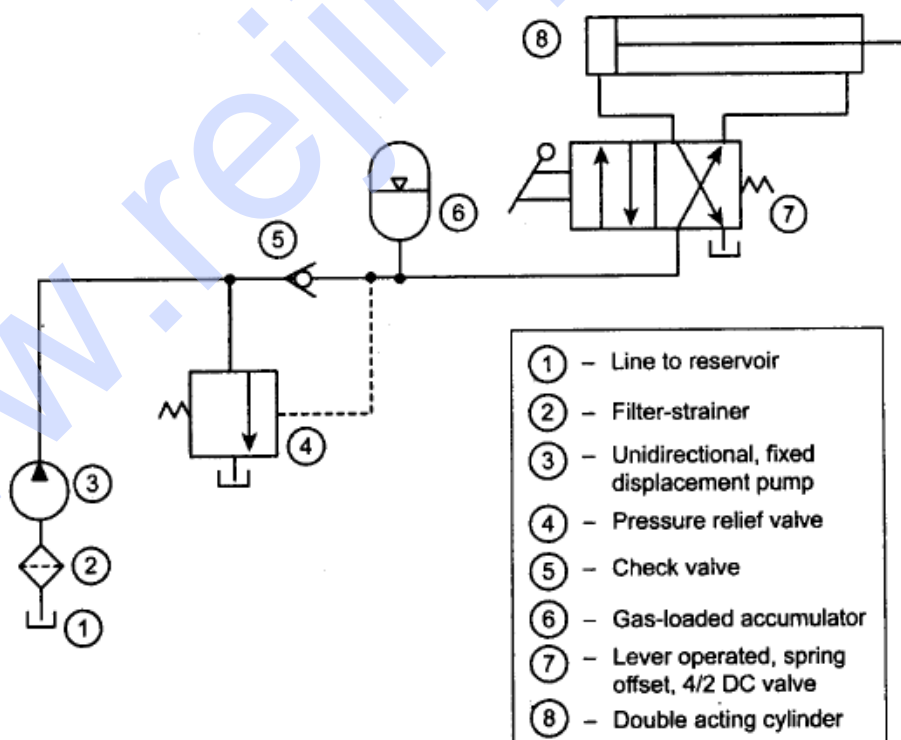 www.rejinpaul
8
6
7
5
4
3
2
1
1 – Line to reservoir
2 – Filter-strainer
3 – Unidirectional, fixed
displacement pump
4 – Pressure relief valve
5 – Check valve
6 – Gas-loaded accumulator
7 – Lever operated, spring
offset, 4/2 DC valve
8 – Double acting cylinder